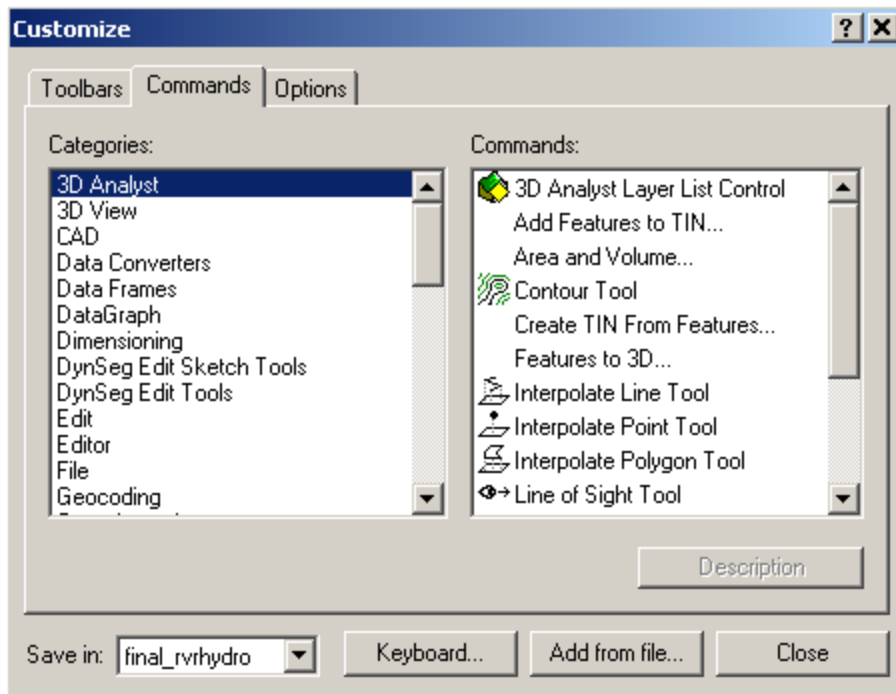 Customize
Toolbars Commands Options
Categories:
3D Analyst
3D View
CAD
Data Converters
Data Frames
DataGraph
Dimensioning
DynSeg Edit Sketch Tools
DynSeg Edit Tools
Edit
Editor
File
Geocoding
Commands:
3D Analyst Layer List Control
Add Features to TIN...
Area and Volume...
Contour Tool
Create TIN From Features...
Features to 3D...
Interpolate Line Tool
Interpolate Point Tool
Interpolate Polygon Tool
Line of Sight Tool
Description
Save in: final_rvrhydro Keyboard... Add from file... Close